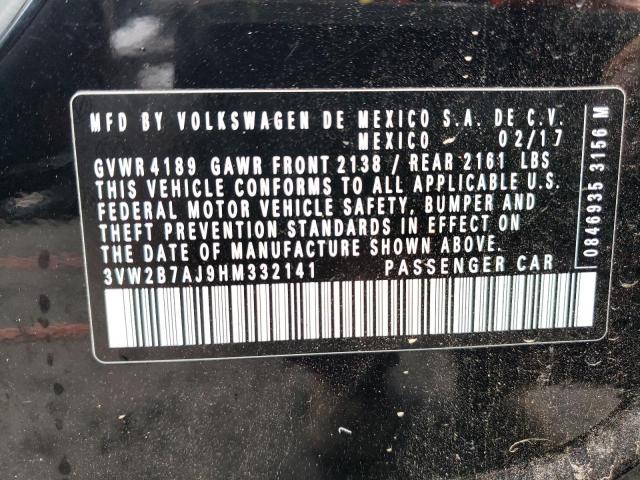 MFD BY VOLKSWAGEN DE MEXICO S.A. DE C.V.
MEXICO 02/17
GVWR 4189 GAWR FRONT 2138 / REAR 2161 LBS
THIS VEHICLE CONFORMS TO ALL APPLICABLE U.S.
FEDERAL MOTOR VEHICLE SAFETY, BUMPER AND
THEFT PREVENTION STANDARDS IN EFFECT ON
THE DATE OF MANUFACTURE SHOWN ABOVE.
3VW2B7AJ9HM332141 PASSENGER CAR
0846935 3156 M